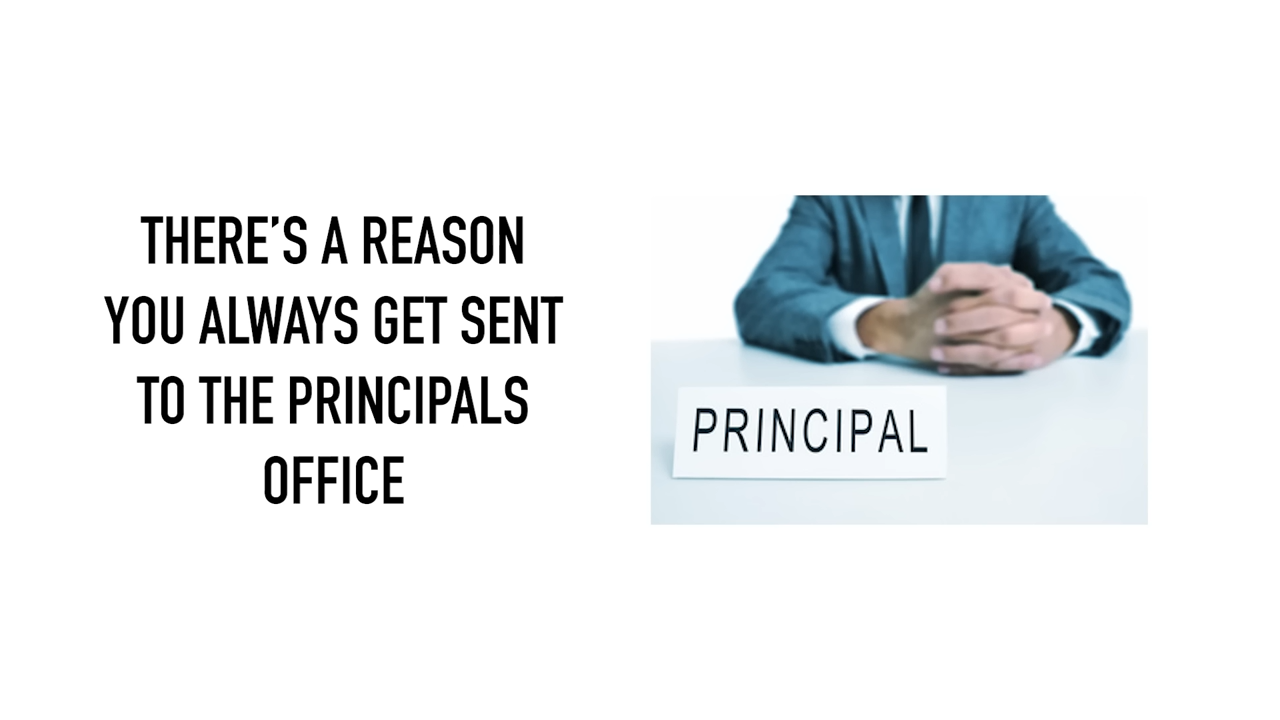 THERE’S A REASON
YOU ALWAYS GET SENT
TO THE PRINCIPALS
OFFICE
PRINCIPAL